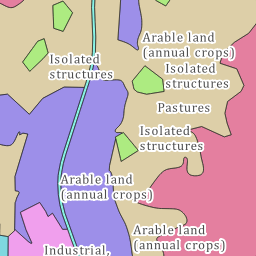 Arable land
(annual crops)
Isolated
structures
Isolated
structures
Pastures
Isolated
structures
Arable land
(annual crops)
Arable land
(annual crops)
Industrial,